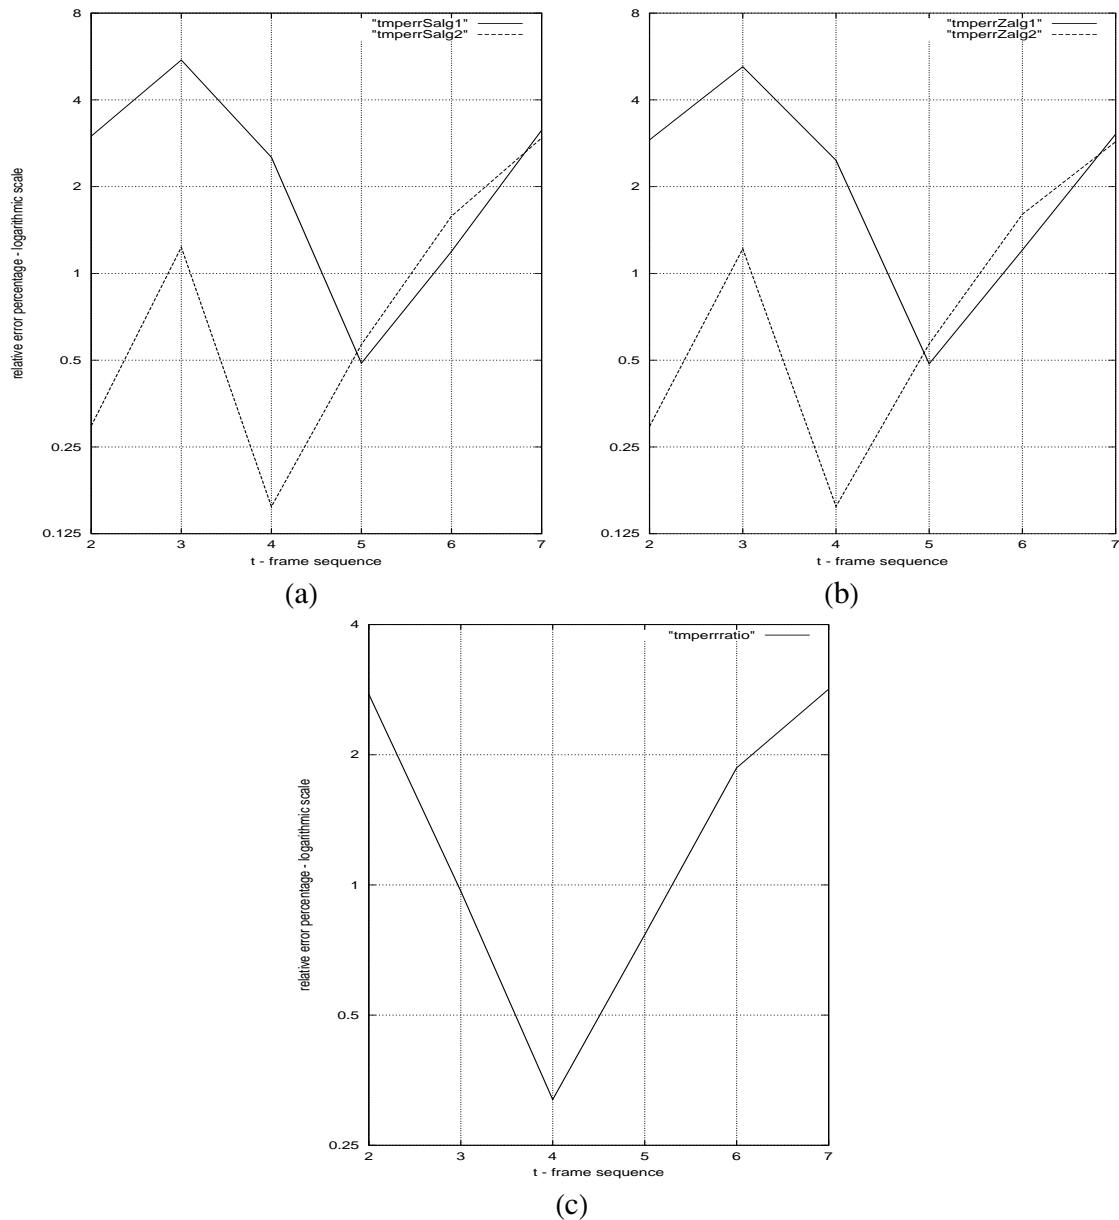 8
"tmperrSalg1"
"tmperrSalg2"
4
2
1
0.5
0.25
0.125
relative error percentage - logarithmic scale
2 3 4 5 6 7
t - frame sequence
(a)
8
"tmperrZalg1"
"tmperrZalg2"
4
2
1
0.5
0.25
0.125
2 3 4 5 6 7
t - frame sequence
(b)
4
"tmperrratio"
2
1
0.5
0.25
relative error percentage - logarithmic scale
2 3 4 5 6 7
t - frame sequence
(c)